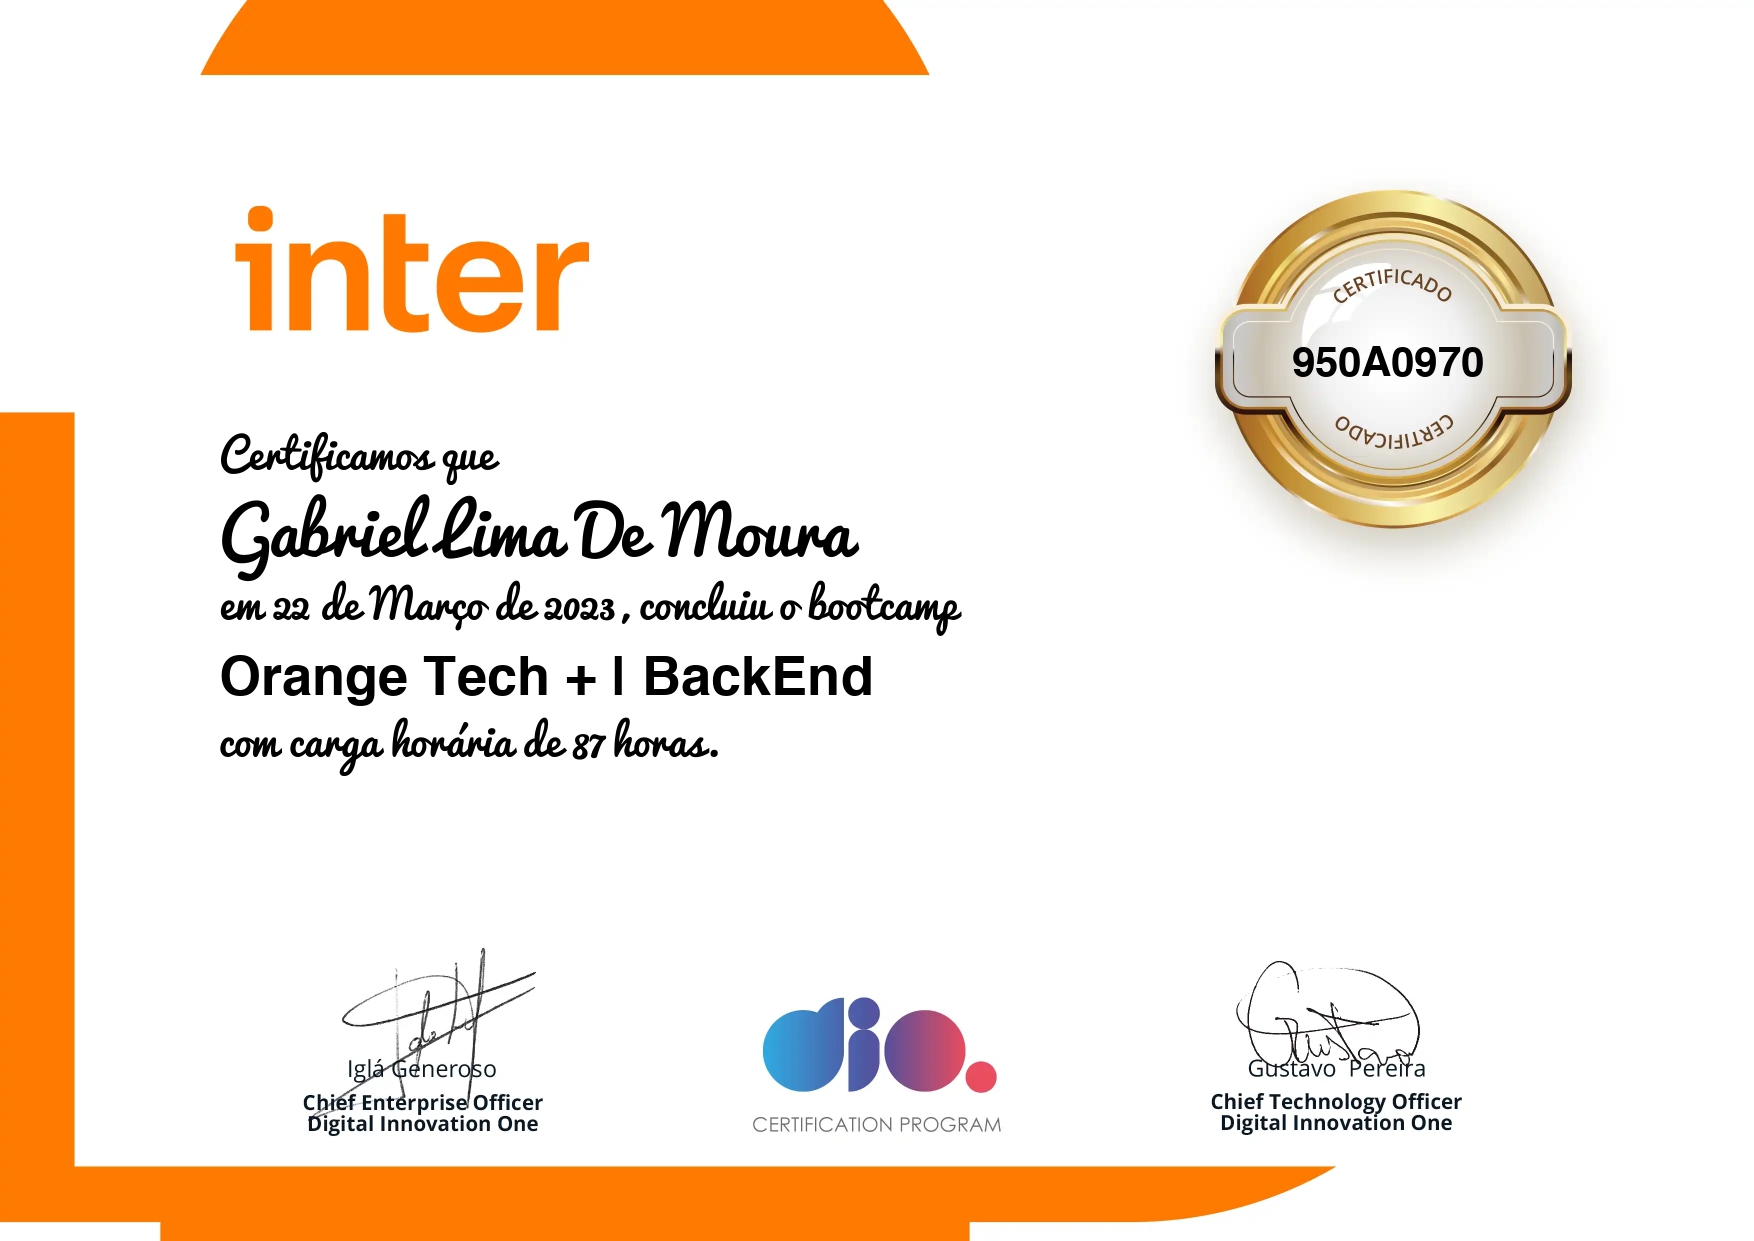 inter
CERTIFICADO
950A0970
CERTIFICADO
Certificamos que
Gabriel Lima De Moura
em 22 de Março de 2023, concluiu o bootcamp
Orange Tech + | BackEnd
com carga horária de 87 horas.
Iglá Generoso
Chief Enterprise Officer
Digital Innovation One
dio.
CERTIFICATION PROGRAM
Gustavo
Gustavo Pereira
Chief Technology Officer
Digital Innovation One